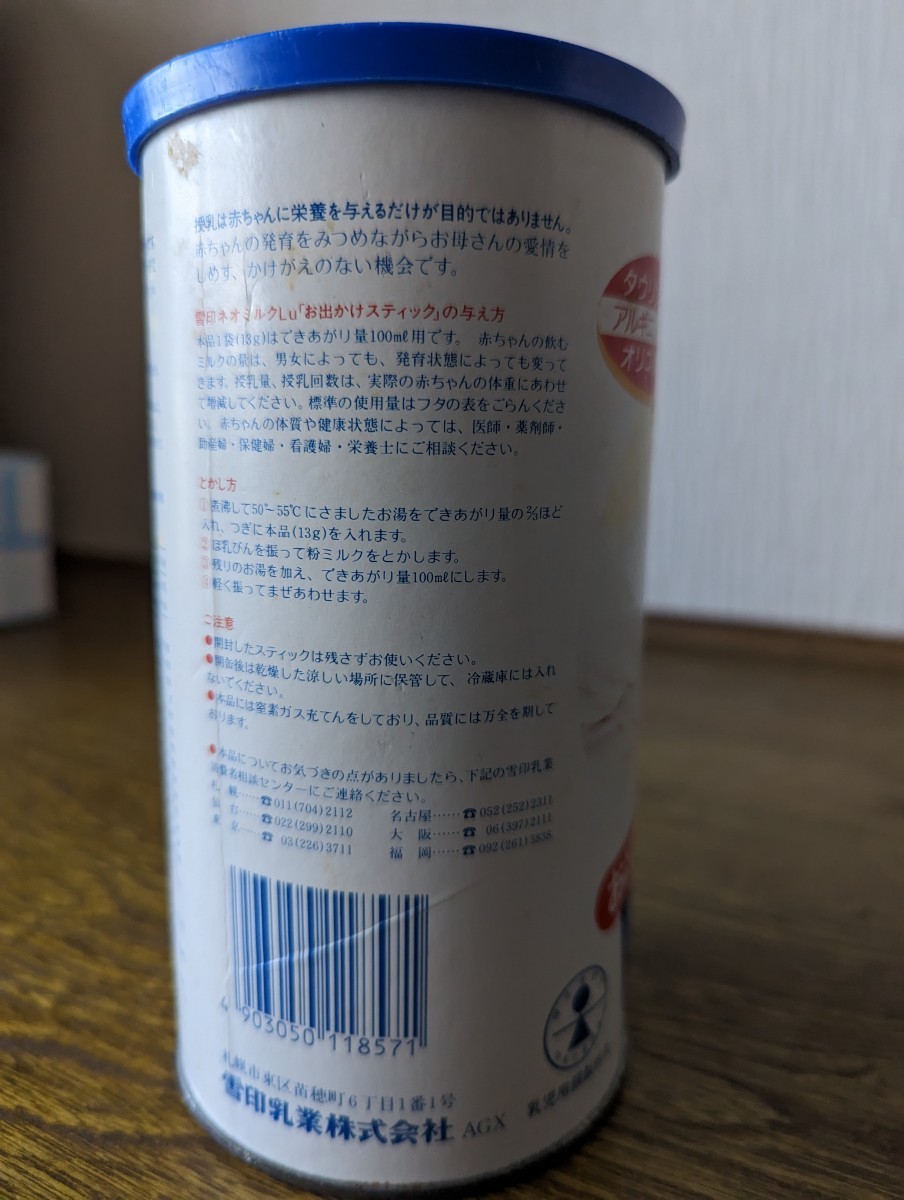 授乳は赤ちゃんに栄養を与えるだけが目的ではありません。
赤ちゃんの発育をみつめながらお母さんの愛情を
しめす、かけがえのない機会です。
雪印ネオミルクLu「お出かけスティック」の与え方
本品1袋(13g)はできあがり量100mℓ用です。 赤ちゃんの飲む
ミルクの量は、男女によっても、発育状態によっても変って
きます。授乳量、授乳回数は、実際の赤ちゃんの体重にあわせ
て増減してください。標準の使用量はフタの表をごらんくださ
い。赤ちゃんの体質や健康状態によっては、医師・薬剤師・
助産婦・保健婦・看護婦・栄養士にご相談ください。
とかし方
①煮沸して50°~55℃にさましたお湯をできあがり量の⅔ほど
入れ、つぎに本品(13g)を入れます。
②ほ乳びんを振って粉ミルクをとかします。
③残りのお湯を加え、できあがり量100mℓにします。
④軽く振ってまぜあわせます。
ご注意
●開封したスティックは残さずお使いください。
●開缶後は乾燥した涼しい場所に保管して、冷蔵庫には入れ
ないでください。
●本品には窒素ガス充てんをしており、品質には万全を期して
おります。
●本品についてお気づきの点がありましたら、下記の雪印乳業
消費者相談センターにご連絡ください。
札 幌……☎011(704)2112 名古屋……☎052(252)2311
仙 台……☎022(299)2110 大 阪……☎06(397)2111
東 京……☎03(226)3711 福 岡……☎092(261)5838
4 903050 118571
札幌市東区苗穂町6丁目1番1号
雪印乳業株式会社 AGX
タウリ
アルギニ
オリゴ
お